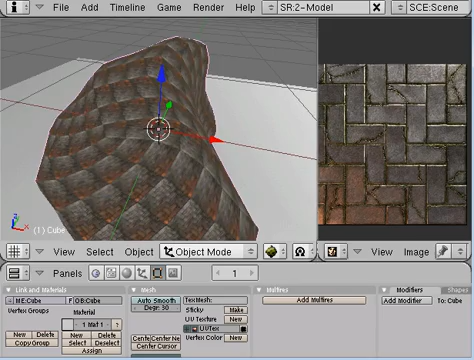 File Add Timeline Game Render Help SR:2-Model X SCE:Scene
(1) Cube
View Select Object Object Mode
View Image
Panels 1
Link and Materials
ME:Cube F OB:Cube
Vertex Groups
Material
1 Mat 1 ?
New Delete
Copy Group
New Delete
Select Deselect
Assign
Mesh
Auto Smooth
Degr: 30
TexMesh:
Sticky Make
UV Texture New
UVTex
Vertex Color New
Center Cursor
Multires
Add Multires
Modifiers Shapes
Add Modifier To: Cube